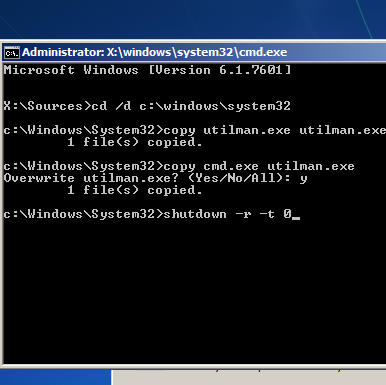 Administrator: X:\windows\system32\cmd.exe
Microsoft Windows [Version 6.1.7601]
X:\Sources>cd /d c:\windows\system32
c:\Windows\System32>copy utilman.exe utilman.exe
1 file(s) copied.
c:\Windows\System32>copy cmd.exe utilman.exe
Overwrite utilman.exe? (Yes/No/All): y
1 file(s) copied.
c:\Windows\System32>shutdown -r -t 0_